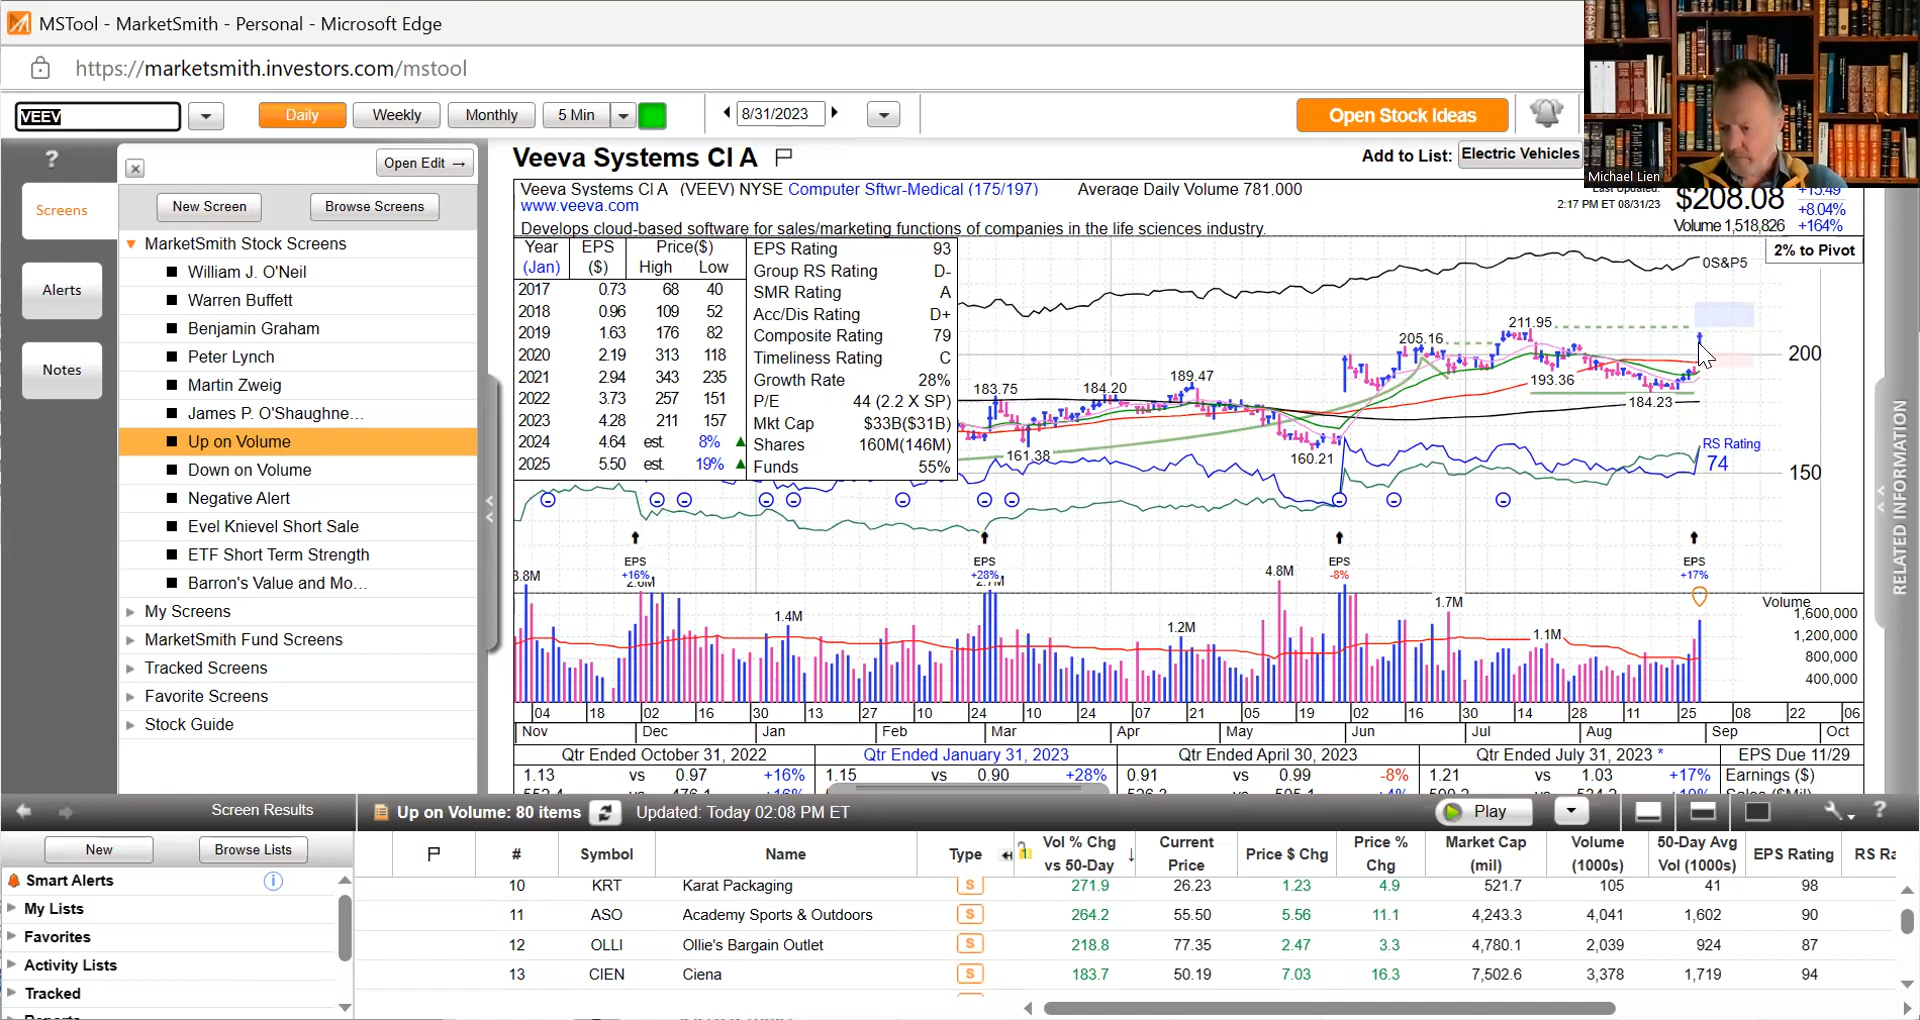 MSTool - MarketSmith - Personal - Microsoft Edge
https://marketsmith.investors.com/mstool
VEEV
Daily
Weekly
Monthly
5 Min
8/31/2023
Open Stock Ideas
Michael Lien
?
Screens
Alerts
Notes
Open Edit →
New Screen
Browse Screens
MarketSmith Stock Screens
William J. O'Neil
Warren Buffett
Benjamin Graham
Peter Lynch
Martin Zweig
James P. O'Shaughne…
Up on Volume
Down on Volume
Negative Alert
Evel Knievel Short Sale
ETF Short Term Strength
Barron's Value and Mo…
My Screens
MarketSmith Fund Screens
Tracked Screens
Favorite Screens
Stock Guide
Veeva Systems Cl A
Add to List: Electric Vehicles
Veeva Systems Cl A (VEEV) NYSE Computer Sftwr-Medical (175/197) Average Daily Volume 781.000
www.veeva.com
Develops cloud-based software for sales/marketing functions of companies in the life sciences industry.
Last Updated:
2:17 PM ET 08/31/23
$208.08
+15.49
+8.04%
Volume 1,518,826
+164%
2% to Pivot
Year EPS Price($)
(Jan) ($) High Low
2017 0.73 68 40
2018 0.96 109 52
2019 1.63 176 82
2020 2.19 313 118
2021 2.94 343 235
2022 3.73 257 151
2023 4.28 211 157
2024 4.64 est. 8%
2025 5.50 est. 19%
EPS Rating 93
Group RS Rating D-
SMR Rating A
Acc/Dis Rating D+
Composite Rating 79
Timeliness Rating C
Growth Rate 28%
P/E 44 (2.2 X SP)
Mkt Cap $33B($31B)
Shares 160M(146M)
Funds 55%
0S&P5
211.95
205.16
200
193.36
189.47
184.20
183.75
184.23
161.38
160.21
RS Rating
74
150
EPS
+16%
EPS
+28%
EPS
-8%
EPS
+17%
3.8M
1.4M
1.2M
4.8M
1.7M
1.1M
Volume
1,600,000
1,200,000
800,000
400,000
04 18 02 16 30 13 27 10 24 10 24 07 21 05 19 02 16 30 14 28 11 25 08 22 06
Nov Dec Jan Feb Mar Apr May Jun Jul Aug Sep Oct
Qtr Ended October 31, 2022 Qtr Ended January 31, 2023 Qtr Ended April 30, 2023 Qtr Ended July 31, 2023 * EPS Due 11/29
1.13 vs 0.97 +16% 1.15 vs 0.90 +28% 0.91 vs 0.99 -8% 1.21 vs 1.03 +17% Earnings ($)
RELATED INFORMATION
Screen Results
Up on Volume: 80 items
Updated: Today 02:08 PM ET
Play
?
New
Browse Lists
Smart Alerts
My Lists
Favorites
Activity Lists
Tracked
# Symbol Name Type Vol % Chg vs 50-Day Current Price Price $ Chg Price % Chg Market Cap (mil) Volume (1000s) 50-Day Avg Vol (1000s) EPS Rating RS Ra
10 KRT Karat Packaging S 271.9 26.23 1.23 4.9 521.7 105 41 98
11 ASO Academy Sports & Outdoors S 264.2 55.50 5.56 11.1 4,243.3 4,041 1,602 90
12 OLLI Ollie's Bargain Outlet S 218.8 77.35 2.47 3.3 4,780.1 2,039 924 87
13 CIEN Ciena S 183.7 50.19 7.03 16.3 7,502.6 3,378 1,719 94